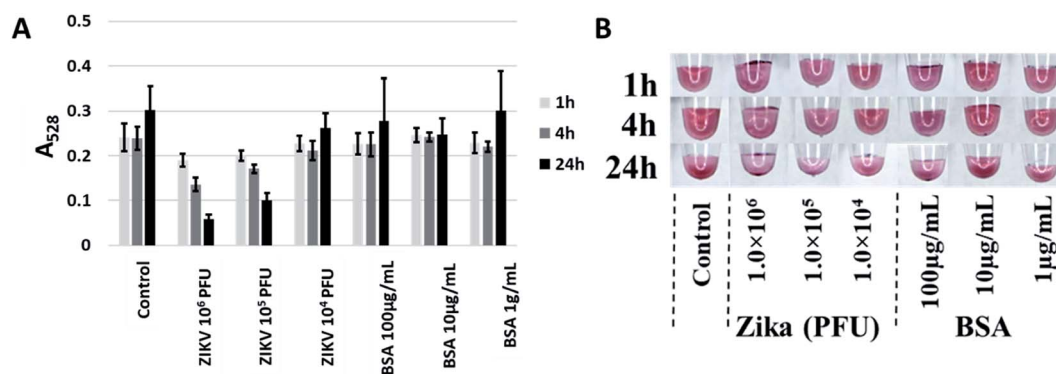 A
0.5
0.4
0.3
0.2
0.1
0
A528
1h
4h
24h
Control
ZIKV 10⁶ PFU
ZIKV 10⁵ PFU
ZIKV 10⁴ PFU
BSA 100µg/mL
BSA 10µg/mL
BSA 1g/mL
B
1h
4h
24h
Control
1.0×10⁶
1.0×10⁵
1.0×10⁴
100µg/mL
10µg/mL
1µg/mL
Zika (PFU)
BSA